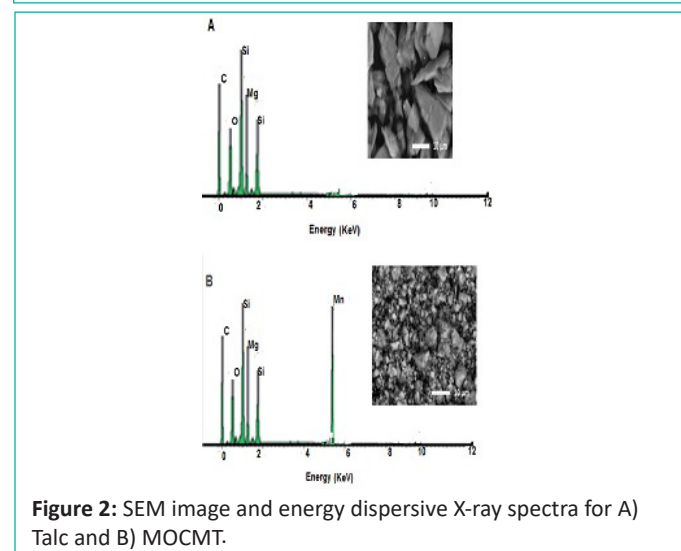 A
C
O
Si
Mg
Si
30 µm
0 2 4 6 8 10 12
Energy (KeV)
B
C
O
Si
Mg
Si
Mn
0 2 4 6 8 10 12
Energy (KeV)
Figure 2: SEM image and energy dispersive X-ray spectra for A)
Talc and B) MOCMT.